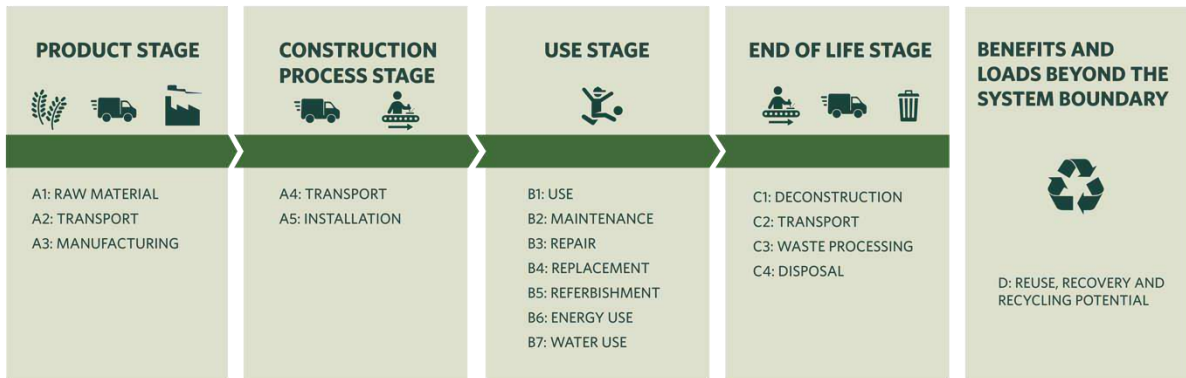 PRODUCT STAGE
A1: RAW MATERIAL
A2: TRANSPORT
A3: MANUFACTURING
CONSTRUCTION
PROCESS STAGE
A4: TRANSPORT
A5: INSTALLATION
USE STAGE
B1: USE
B2: MAINTENANCE
B3: REPAIR
B4: REPLACEMENT
B5: REFERBISHMENT
B6: ENERGY USE
B7: WATER USE
END OF LIFE STAGE
C1: DECONSTRUCTION
C2: TRANSPORT
C3: WASTE PROCESSING
C4: DISPOSAL
BENEFITS AND
LOADS BEYOND THE
SYSTEM BOUNDARY
D: REUSE, RECOVERY AND
RECYCLING POTENTIAL